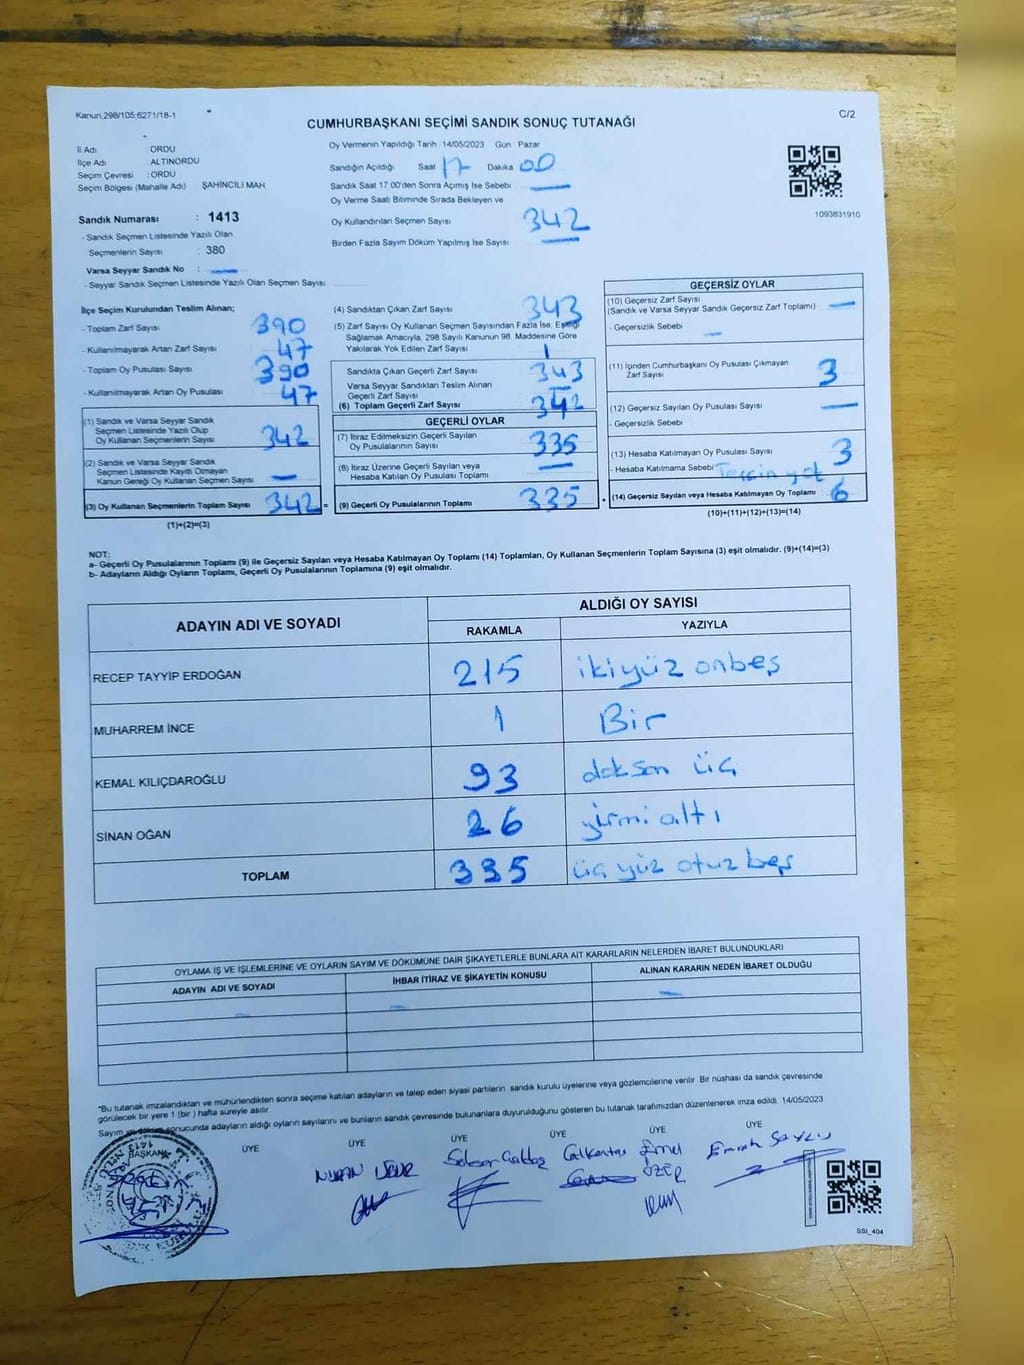 Kanun,298/105;6271/18-1
C/2
CUMHURBAŞKANI SEÇİMİ SANDIK SONUÇ TUTANAĞI
İl Adı ORDU
İlçe Adı ALTINORDU
Seçim Çevresi : ORDU
Seçim Bölgesi (Mahalle Adı) ŞAHİNCİLİ MAH
Sandık Numarası : 1413
- Sandık Seçmen Listesinde Yazılı Olan
Seçmenlerin Sayısı : 380
Varsa Seyyar Sandık No :
- Seyyar Sandık Seçmen Listesinde Yazılı Olan Seçmen Sayısı:
Oy Vermenin Yapıldığı Tarih 14/05/2023 Gün Pazar
Sandığın Açıldığı Saat 17 Dakika 00
Sandık Saat 17:00'den Sonra Açımış İse Sebebi
Oy Verme Saati Bitiminde Sırada Bekleyen ve
Oy Kullandırılan Seçmen Sayısı 342
Birden Fazla Sayım Döküm Yapılmış İse Sayısı
1093831910
İlçe Seçim Kurulundan Teslim Alınan;
- Toplam Zarf Sayısı 390
- Kullanılmayarak Artan Zarf Sayısı 47
- Toplam Oy Pusulası Sayısı 390
- Kullanılmayarak Artan Oy Pusulası 47
(1) Sandık ve Varsa Seyyar Sandık
Seçmen Listesinde Yazılı Olup
Oy Kullanan Seçmenlerin Sayısı 342
(2) Sandık ve Varsa Seyyar Sandık
Seçmen Listesinde Kayıtlı Olmayan
Kanun Gereği Oy Kullanan Seçmen Sayısı
(3) Oy Kullanan Seçmenlerin Toplam Sayısı 342 =
(1)+(2)=(3)
(4) Sandıktan Çıkan Zarf Sayısı 343
(5) Zarf Sayısı Oy Kullanan Seçmen Sayısından Fazla İse, Eşitliği
Sağlamak Amacıyla, 298 Sayılı Kanunun 98. Maddesine Göre
Yakılarak Yok Edilen Zarf Sayısı 1
Sandıkta Çıkan Geçerli Zarf Sayısı 343
Varsa Seyyar Sandıktan Teslim Alınan
Geçerli Zarf Sayısı
(6) Toplam Geçerli Zarf Sayısı 342
GEÇERLİ OYLAR
(7) İtiraz Edilmeksizin Geçerli Sayılan
Oy Pusulalarının Sayısı 335
(8) İtiraz Üzerine Geçerli Sayılan veya
Hesaba Katılan Oy Pusulası Toplamı
(9) Geçerli Oy Pusulalarının Toplamı 335 +
GEÇERSİZ OYLAR
(10) Geçersiz Zarf Sayısı
(Sandık ve Varsa Seyyar Sandık Geçersiz Zarf Toplamı)
- Geçersizlik Sebebi
(11) İçinden Cumhurbaşkanı Oy Pusulası Çıkmayan
Zarf Sayısı 3
(12) Geçersiz Sayılan Oy Pusulası Sayısı
- Geçersizlik Sebebi
(13) Hesaba Katılmayan Oy Pusulası Sayısı 3
- Hesaba Katılmama Sebebi Tercih yok
(14) Geçersiz Sayılan veya Hesaba Katılmayan Oy Toplamı 6
(10)+(11)+(12)+(13)=(14)
NOT:
a- Geçerli Oy Pusulalarının Toplamı (9) ile Geçersiz Sayılan veya Hesaba Katılmayan Oy Toplamı (14) Toplamları, Oy Kullanan Seçmenlerin Toplam Sayısına (3) eşit olmalıdır. (9)+(14)=(3)
b- Adayların Aldığı Oyların Toplamı, Geçerli Oy Pusulalarının Toplamına (9) eşit olmalıdır.
ADAYIN ADI VE SOYADI ALDIĞI OY SAYISI
RAKAMLA YAZIYLA
RECEP TAYYİP ERDOĞAN 215 ikiyüz onbeş
MUHARREM İNCE 1 Bir
KEMAL KILIÇDAROĞLU 93 doksan üç
SİNAN OĞAN 26 yirmi altı
TOPLAM 335 üç yüz otuz beş
OYLAMA İŞ VE İŞLEMLERİNE VE OYLARIN SAYIM VE DÖKÜMÜNE DAİR ŞİKAYETLERLE BUNLARA AİT KARARLARIN NELERDEN İBARET BULUNDUKLARI
ADAYIN ADI VE SOYADI İHBAR İTİRAZ VE ŞİKAYETİN KONUSU ALINAN KARARIN NEDEN İBARET OLDUĞU
"Bu tutanak imzalandıktan ve mühürlendikten sonra seçime katılan adayların ve talep eden siyasi partilerin sandık kurulu üyelerine veya gözlemcilerine verilir. Bir nüshası da sandık çevresinde
görülecek bir yere 1 (bir ) hafta süreyle asılır.
Sayım ve döküm sonucunda adayların aldığı oyların sayılarını ve bunların sandık çevresinde bulunanlara duyurulduğunu gösteren bu tutanak tarafımızdan düzenlenerek imza edildi. 14/05/2023
BAŞKAN ÜYE ÜYE ÜYE ÜYE ÜYE ÜYE
ÖZÜR
SSI_404